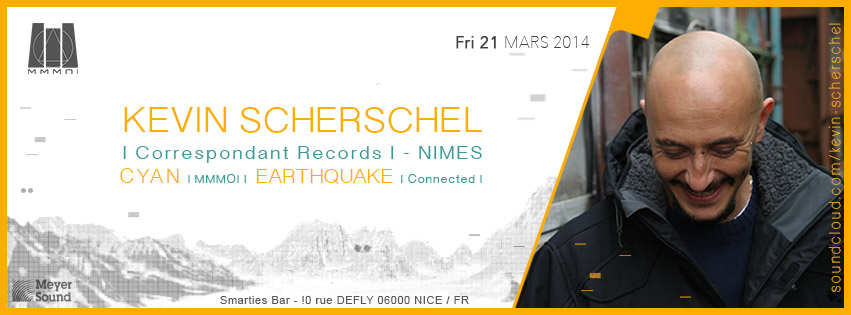 MMMOI
Fri 21 MARS 2014
KEVIN SCHERSCHEL
I Correspondant Records I - NIMES
CYAN I MMMOI I EARTHQUAKE I Connected I
Meyer
Sound
Smarties Bar - !0 rue DEFLY 06000 NICE / FR
soundcloud.com/kevin-scherschel